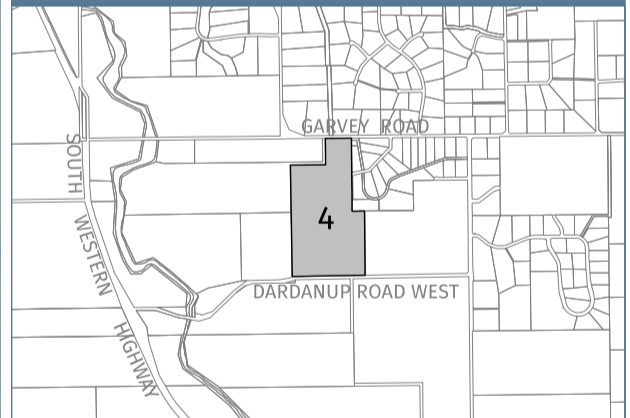 GARVEY ROAD
SOUTH
WESTERN
HIGHWAY
4
DARDANUP ROAD WEST